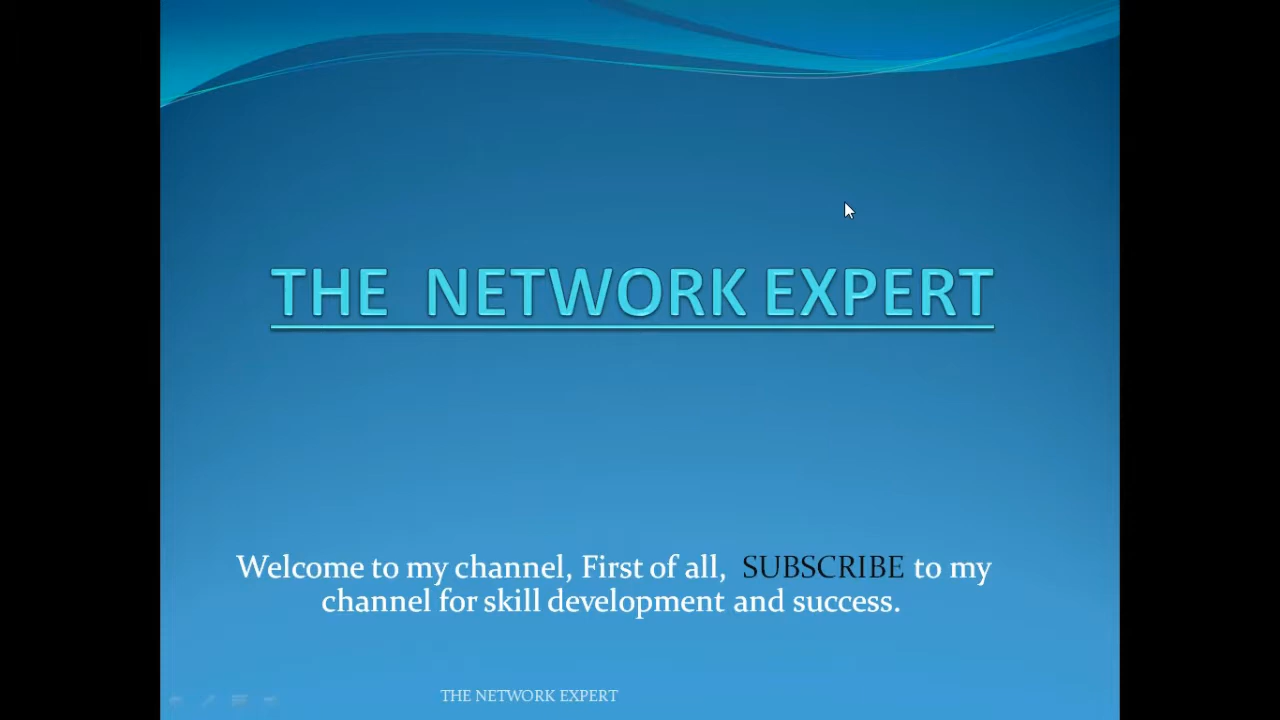 THE NETWORK EXPERT
Welcome to my channel, First of all, SUBSCRIBE to my
channel for skill development and success.
THE NETWORK EXPERT